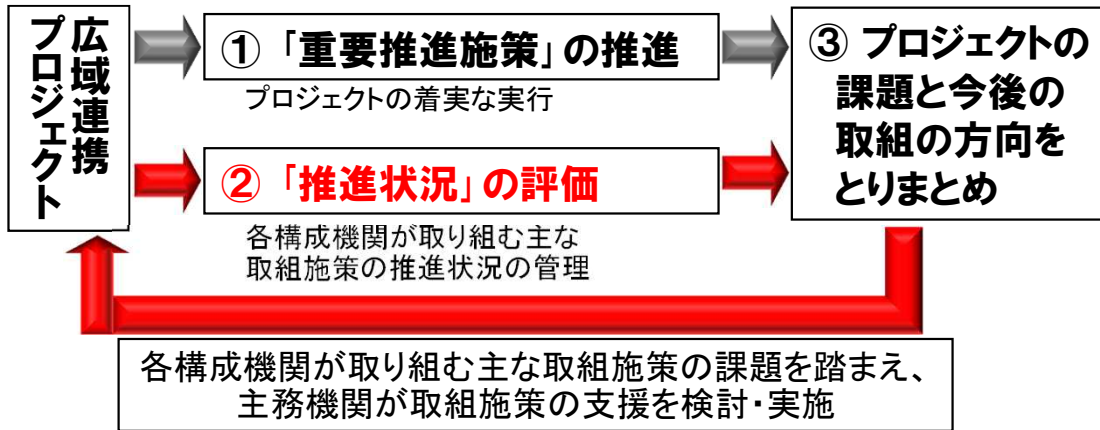 広域連携
プロジェクト
① 「重要推進施策」の推進
プロジェクトの着実な実行
② 「推進状況」の評価
各構成機関が取り組む主な
取組施策の推進状況の管理
③ プロジェクトの
課題と今後の
取組の方向を
とりまとめ
各構成機関が取り組む主な取組施策の課題を踏まえ、
主務機関が取組施策の支援を検討・実施